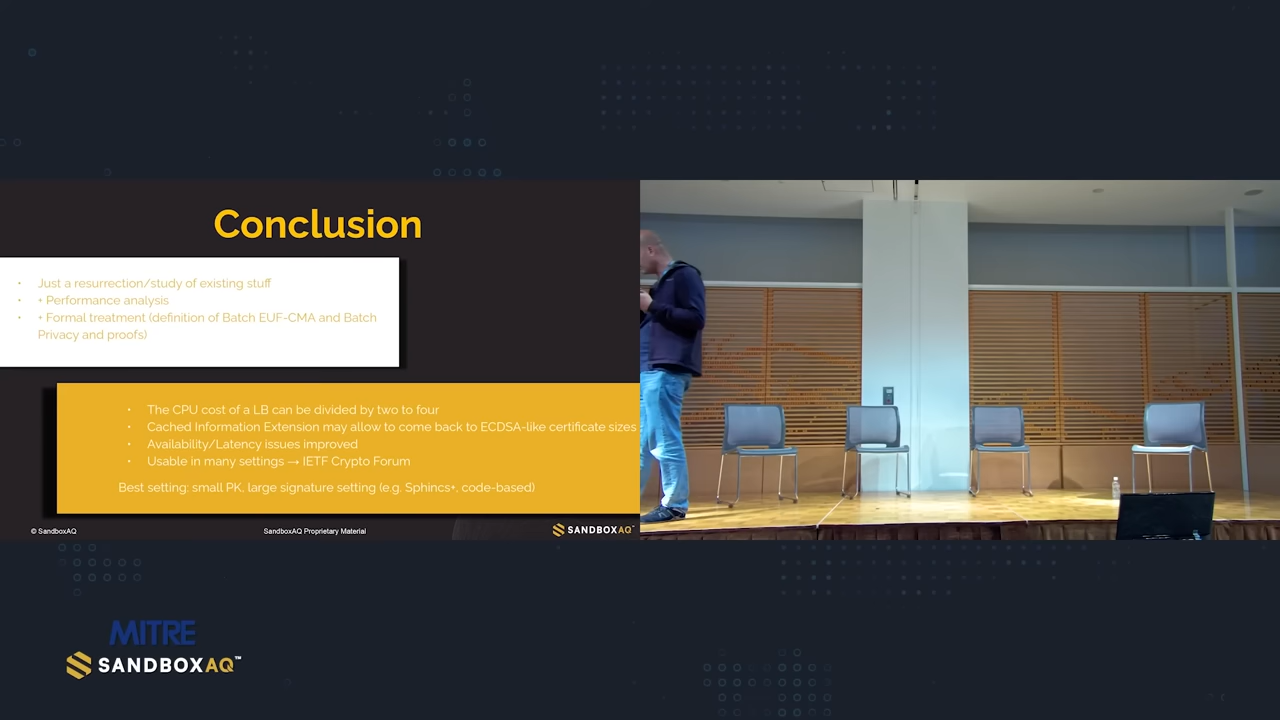 Conclusion
• Just a resurrection/study of existing stuff
• + Performance analysis
• + Formal treatment (definition of Batch EUF-CMA and Batch
Privacy and proofs)
• The CPU cost of a LB can be divided by two to four
• Cached Information Extension may allow to come back to ECDSA-like certificate sizes
• Availability/Latency issues improved
• Usable in many settings → IETF Crypto Forum
Best setting: small PK, large signature setting (e.g. Sphincs+, code-based)
© SandboxAQ
SandboxAQ Proprietary Material
SANDBOXAQ™
MITRE
SANDBOXAQ™